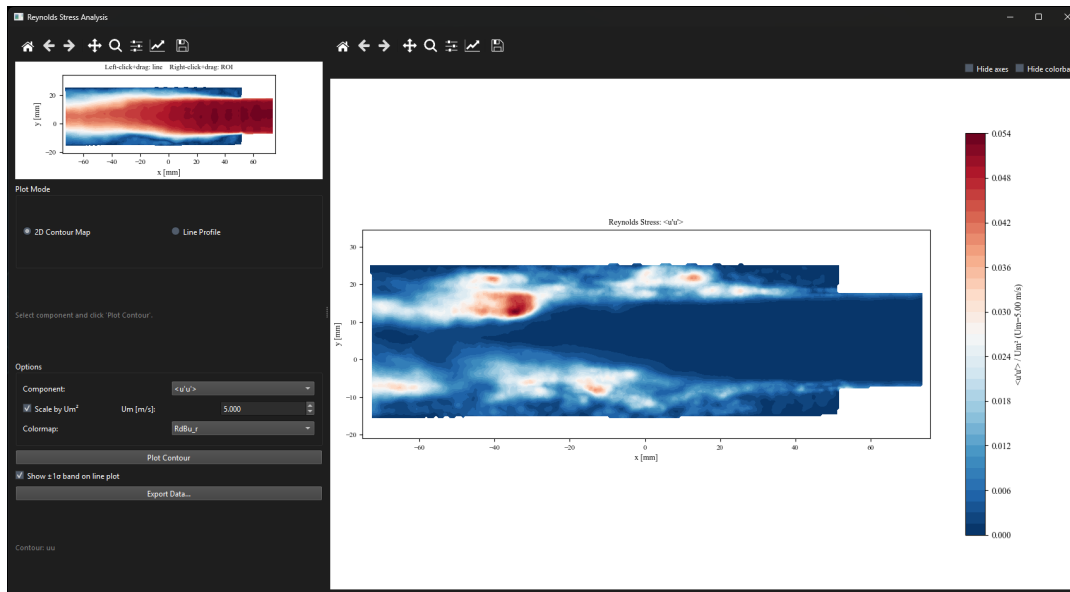 Reynolds Stress Analysis
Left-click+drag: line Right-click+drag: ROI
20
0
−20
y [mm]
−60 −40 −20 0 20 40 60
x [mm]
Plot Mode
2D Contour Map
Line Profile
Select component and click 'Plot Contour'.
Options
Component: <u'u'>
Scale by Um² Um [m/s]: 5.000
Colormap: RdBu_r
Plot Contour
Show ±1σ band on line plot
Export Data...
Contour: uu
Hide axes Hide colorba
Reynolds Stress: <u'u'>
30
20
10
0
−10
−20
y [mm]
−60 −40 −20 0 20 40 60
x [mm]
0.054
0.048
0.042
0.036
0.030
0.024
0.018
0.012
0.006
0.000
<u'u'> / Um² (Um=5.00 m/s)